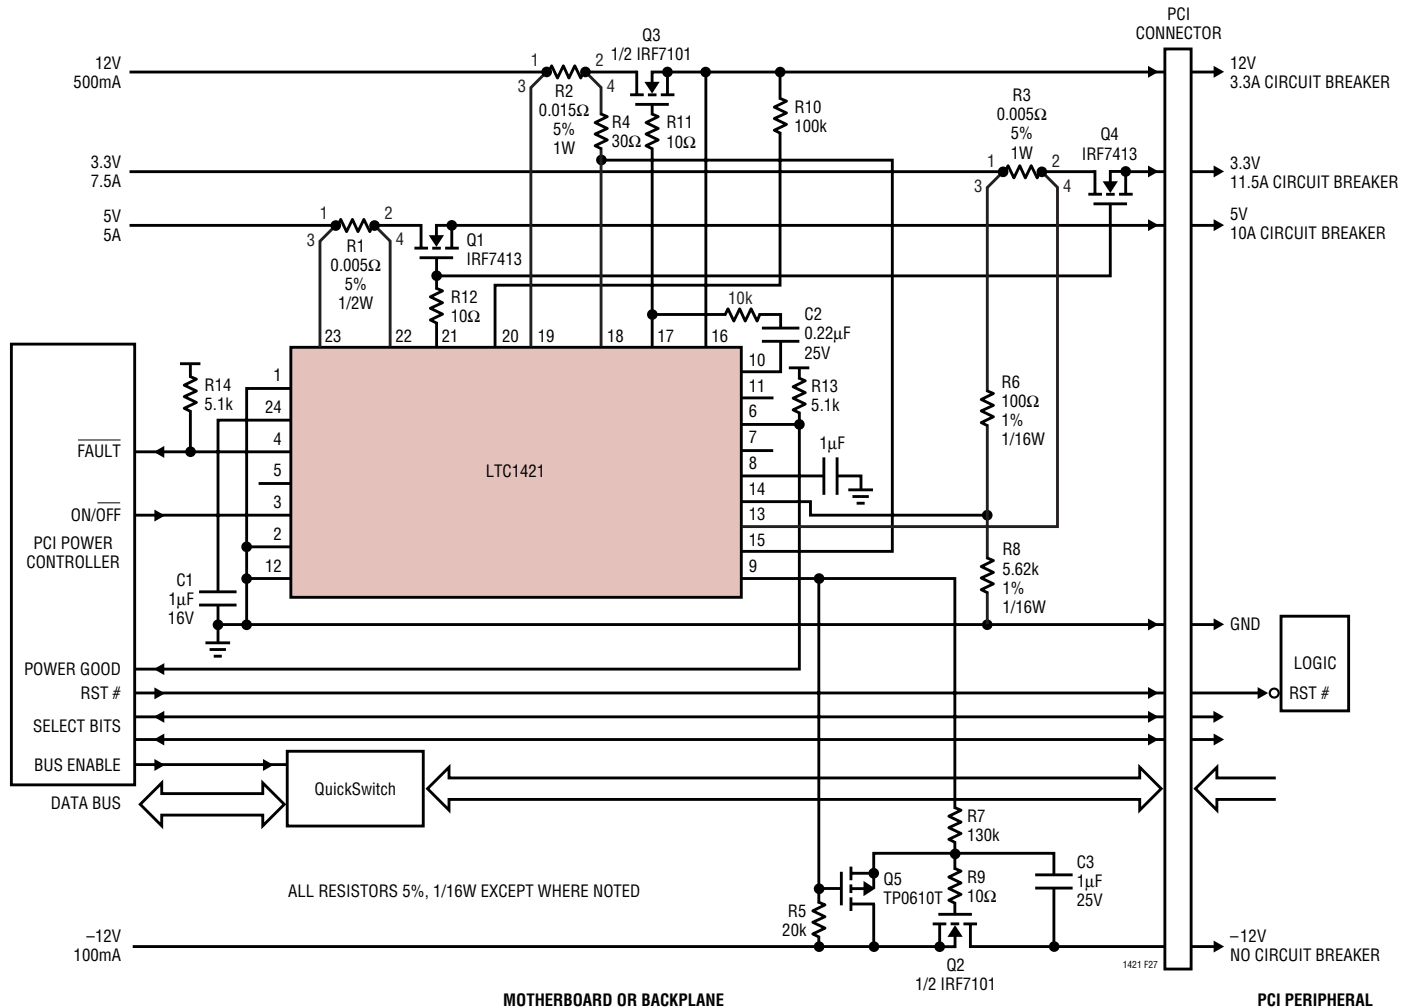 PCI
CONNECTOR
12V
500mA
3.3V
7.5A
5V
5A
1
2
3
4
R2
0.015Ω
5%
1W
Q3
1/2 IRF7101
R4
30Ω
R11
10Ω
R10
100k
R3
0.005Ω
5%
1W
1
2
3
4
Q4
IRF7413
12V
3.3A CIRCUIT BREAKER
3.3V
11.5A CIRCUIT BREAKER
5V
10A CIRCUIT BREAKER
1
2
3
4
R1
0.005Ω
5%
1/2W
Q1
IRF7413
R12
10Ω
10k
C2
0.22µF
25V
23
22
21
20
19
18
17
16
1
24
4
5
3
2
12
LTC1421
10
11
6
7
8
14
13
15
9
R14
5.1k
R13
5.1k
1µF
R6
100Ω
1%
1/16W
R8
5.62k
1%
1/16W
FAULT
ON/OFF
PCI POWER
CONTROLLER
C1
1µF
16V
GND
LOGIC
RST #
POWER GOOD
RST #
SELECT BITS
BUS ENABLE
DATA BUS
QuickSwitch
R7
130k
Q5
TP0610T
R9
10Ω
C3
1µF
25V
R5
20k
ALL RESISTORS 5%, 1/16W EXCEPT WHERE NOTED
–12V
100mA
Q2
1/2 IRF7101
1421 F27
–12V
NO CIRCUIT BREAKER
MOTHERBOARD OR BACKPLANE
PCI PERIPHERAL